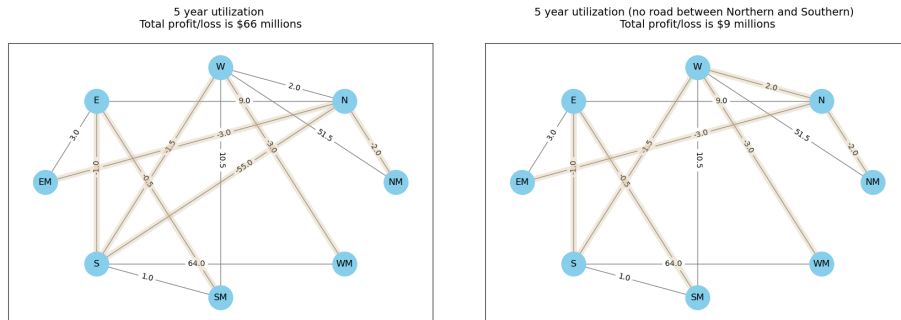 5 year utilization
Total profit/loss is $66 millions
W
2.0
E
9.0
N
3.0
-3.0
51.5
-1.5
-3.0
-2.0
10.5
-55.0
-1.0
-0.5
EM
NM
S
64.0
WM
1.0
SM
5 year utilization (no road between Northern and Southern)
Total profit/loss is $9 millions
W
2.0
E
9.0
N
3.0
-3.0
51.5
-1.5
-3.0
-2.0
10.5
-1.0
-0.5
EM
NM
S
64.0
WM
1.0
SM